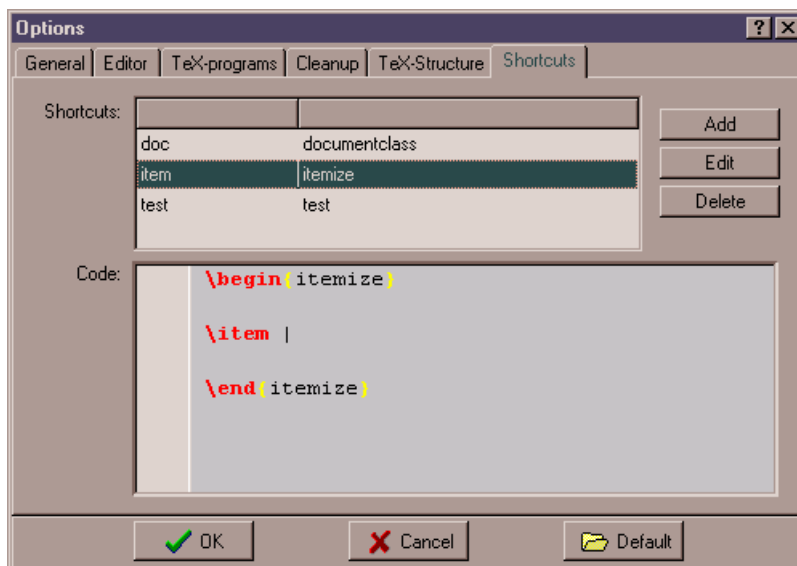 Options
General Editor TeX-programs Cleanup TeX-Structure Shortcuts
Shortcuts:
doc documentclass
item itemize
test test
Add
Edit
Delete
Code:
\begin{itemize}
\item |
\end{itemize}
OK Cancel Default